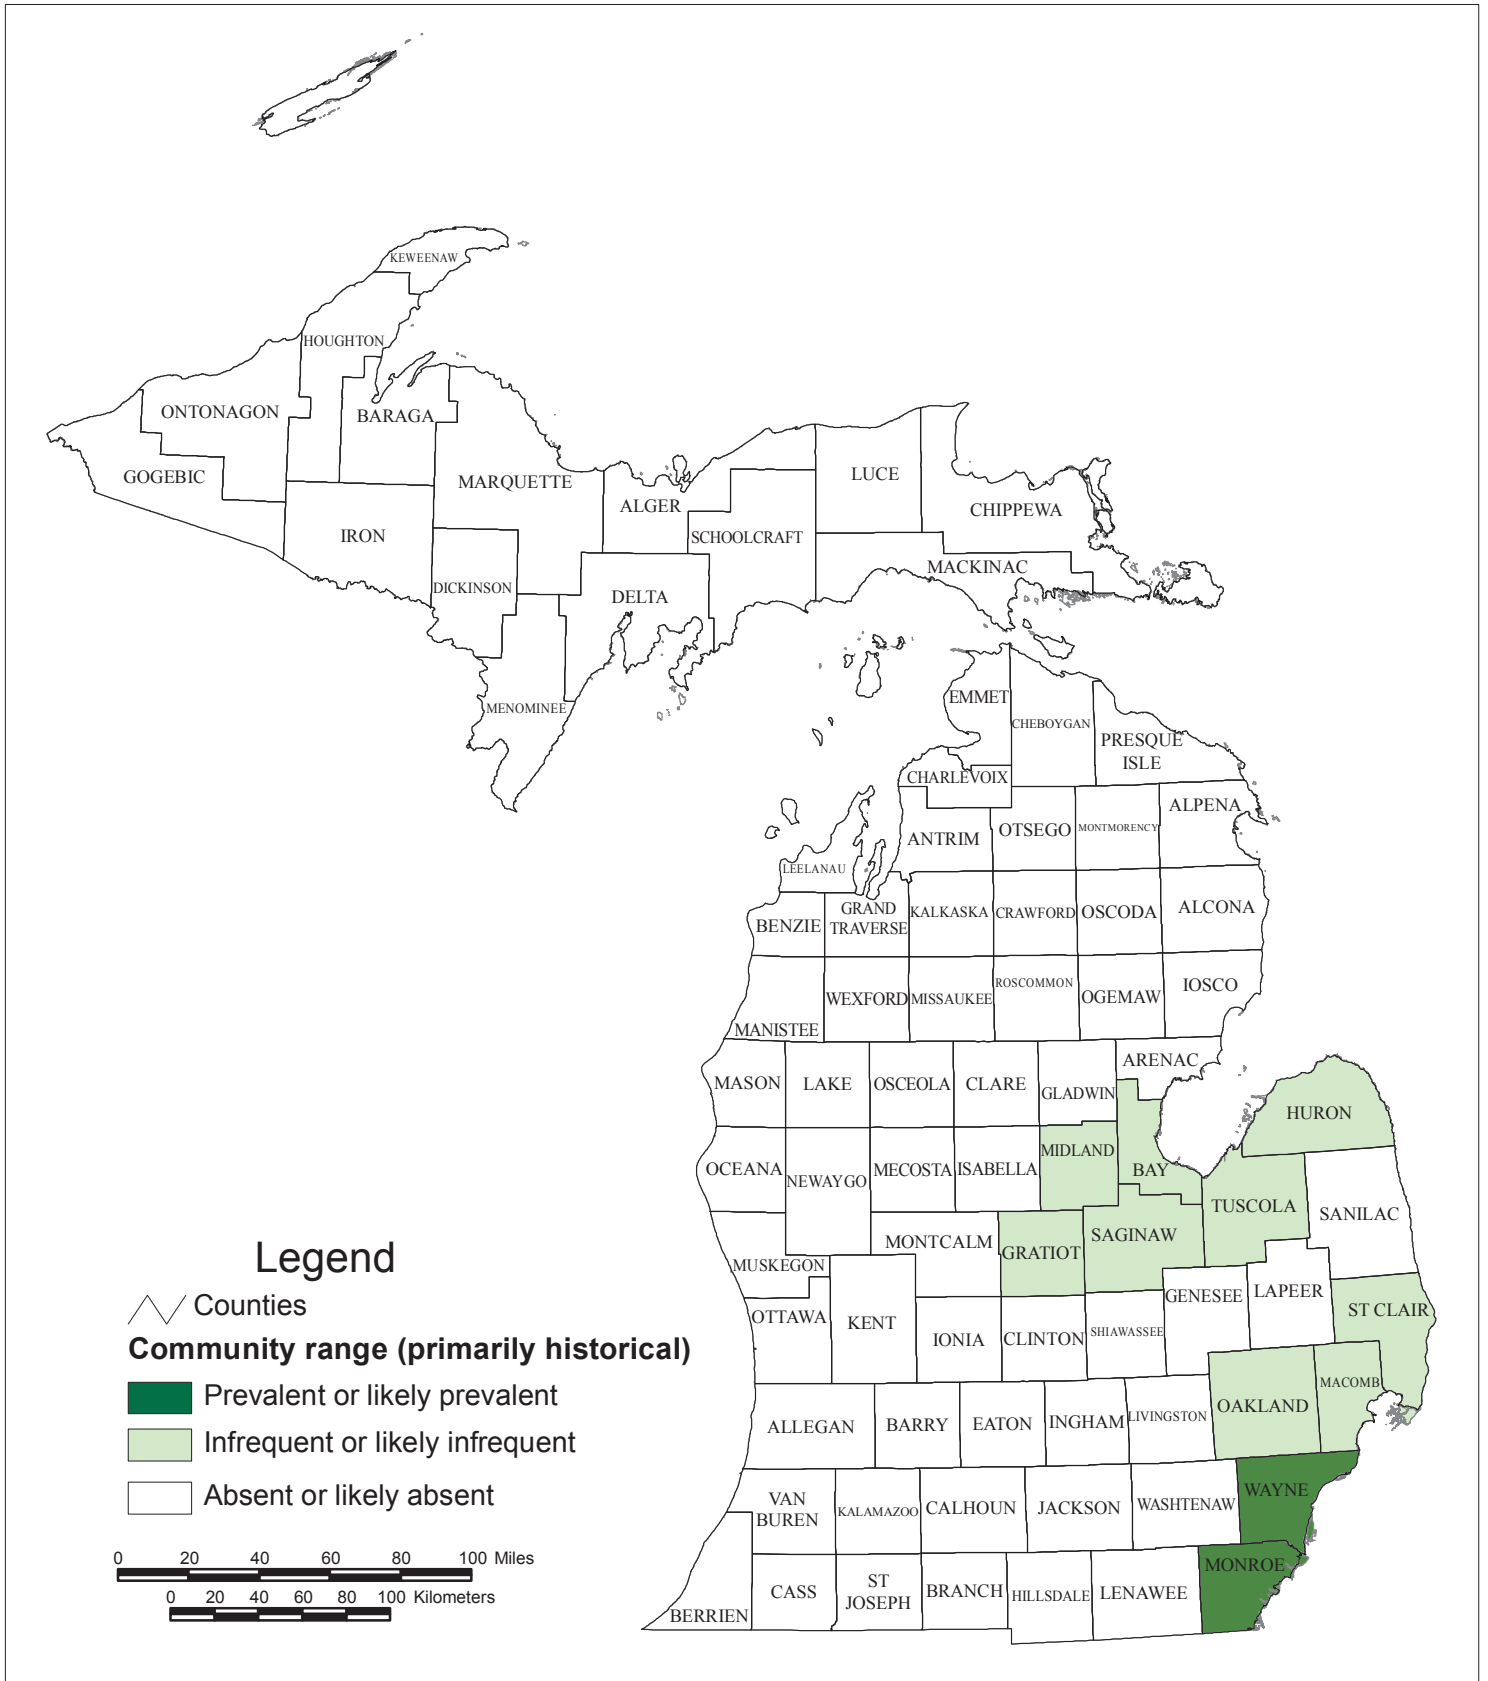 KEWEENAW
HOUGHTON
ONTONAGON
BARAGA
GOGEBIC
MARQUETTE
LUCE
ALGER
CHIPPEWA
IRON
SCHOOLCRAFT
MACKINAC
DICKINSON
DELTA
EMMET
MENOMINEE
CHEBOYGAN
PRESQUE
ISLE
CHARLEVOIX
ALPENA
ANTRIM
OTSEGO
MONTMORENCY
LEELANAU
BENZIE
GRAND
TRAVERSE
KALKASKA
CRAWFORD
OSCODA
ALCONA
MANISTEE
WEXFORD
MISSAUKEE
ROSCOMMON
OGEMAW
IOSCO
ARENAC
MASON
LAKE
OSCEOLA
CLARE
GLADWIN
HURON
OCEANA
NEWAYGO
MECOSTA
ISABELLA
MIDLAND
BAY
TUSCOLA
SANILAC
MUSKEGON
MONTCALM
GRATIOT
SAGINAW
GENESEE
LAPEER
ST CLAIR
OTTAWA
KENT
IONIA
CLINTON
SHIAWASSEE
OAKLAND
MACOMB
ALLEGAN
BARRY
EATON
INGHAM
LIVINGSTON
VAN
BUREN
KALAMAZOO
CALHOUN
JACKSON
WASHTENAW
WAYNE
BERRIEN
CASS
ST
JOSEPH
BRANCH
HILLSDALE
LENAWEE
MONROE
Legend
Counties
Community range (primarily historical)
Prevalent or likely prevalent
Infrequent or likely infrequent
Absent or likely absent
0 20 40 60 80 100 Miles
0 20 40 60 80 100 Kilometers